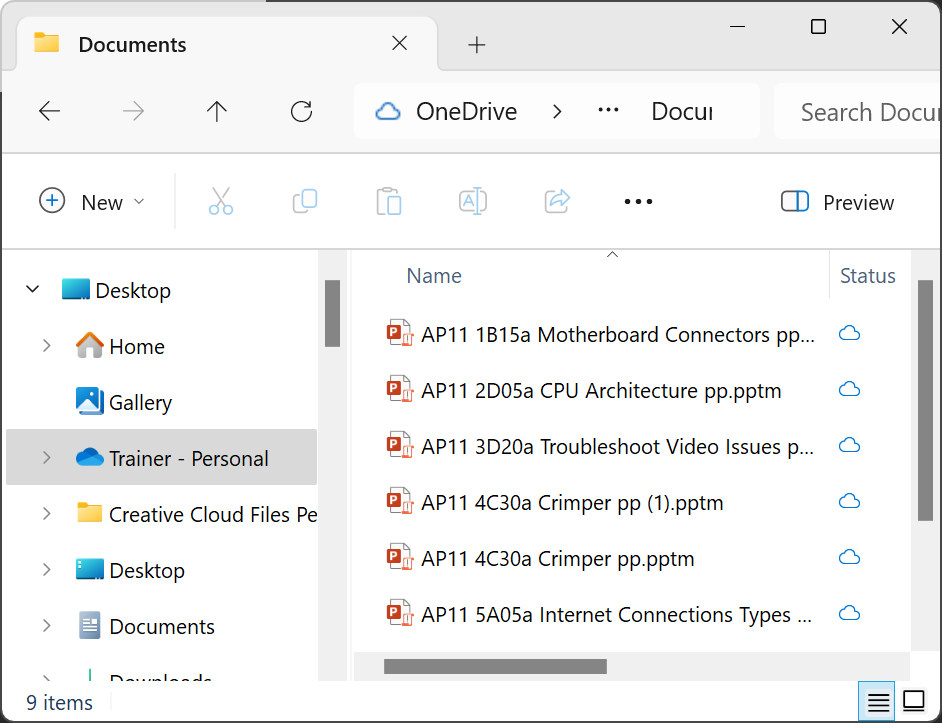 Documents
OneDrive > ... Docur
Search Docu
New
Preview
Desktop
Home
Gallery
Trainer - Personal
Creative Cloud Files Pe
Desktop
Documents
Downloads
Name Status
AP11 1B15a Motherboard Connectors pp...
AP11 2D05a CPU Architecture pp.pptm
AP11 3D20a Troubleshoot Video Issues p...
AP11 4C30a Crimper pp (1).pptm
AP11 4C30a Crimper pp.pptm
AP11 5A05a Internet Connections Types ...
9 items